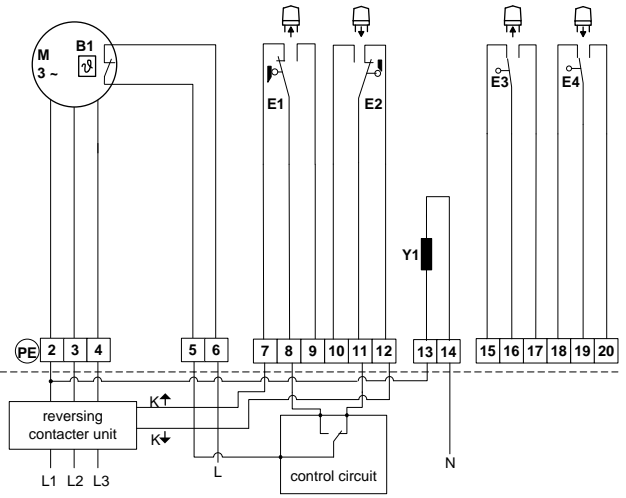 M
3 ~
B1
ϑ
E1
E2
E3
E4
Y1
PE 2 3 4 5 6 7 8 9 10 11 12 13 14 15 16 17 18 19 20
K
K
reversing
contacter unit
control circuit
L1 L2 L3
L
N